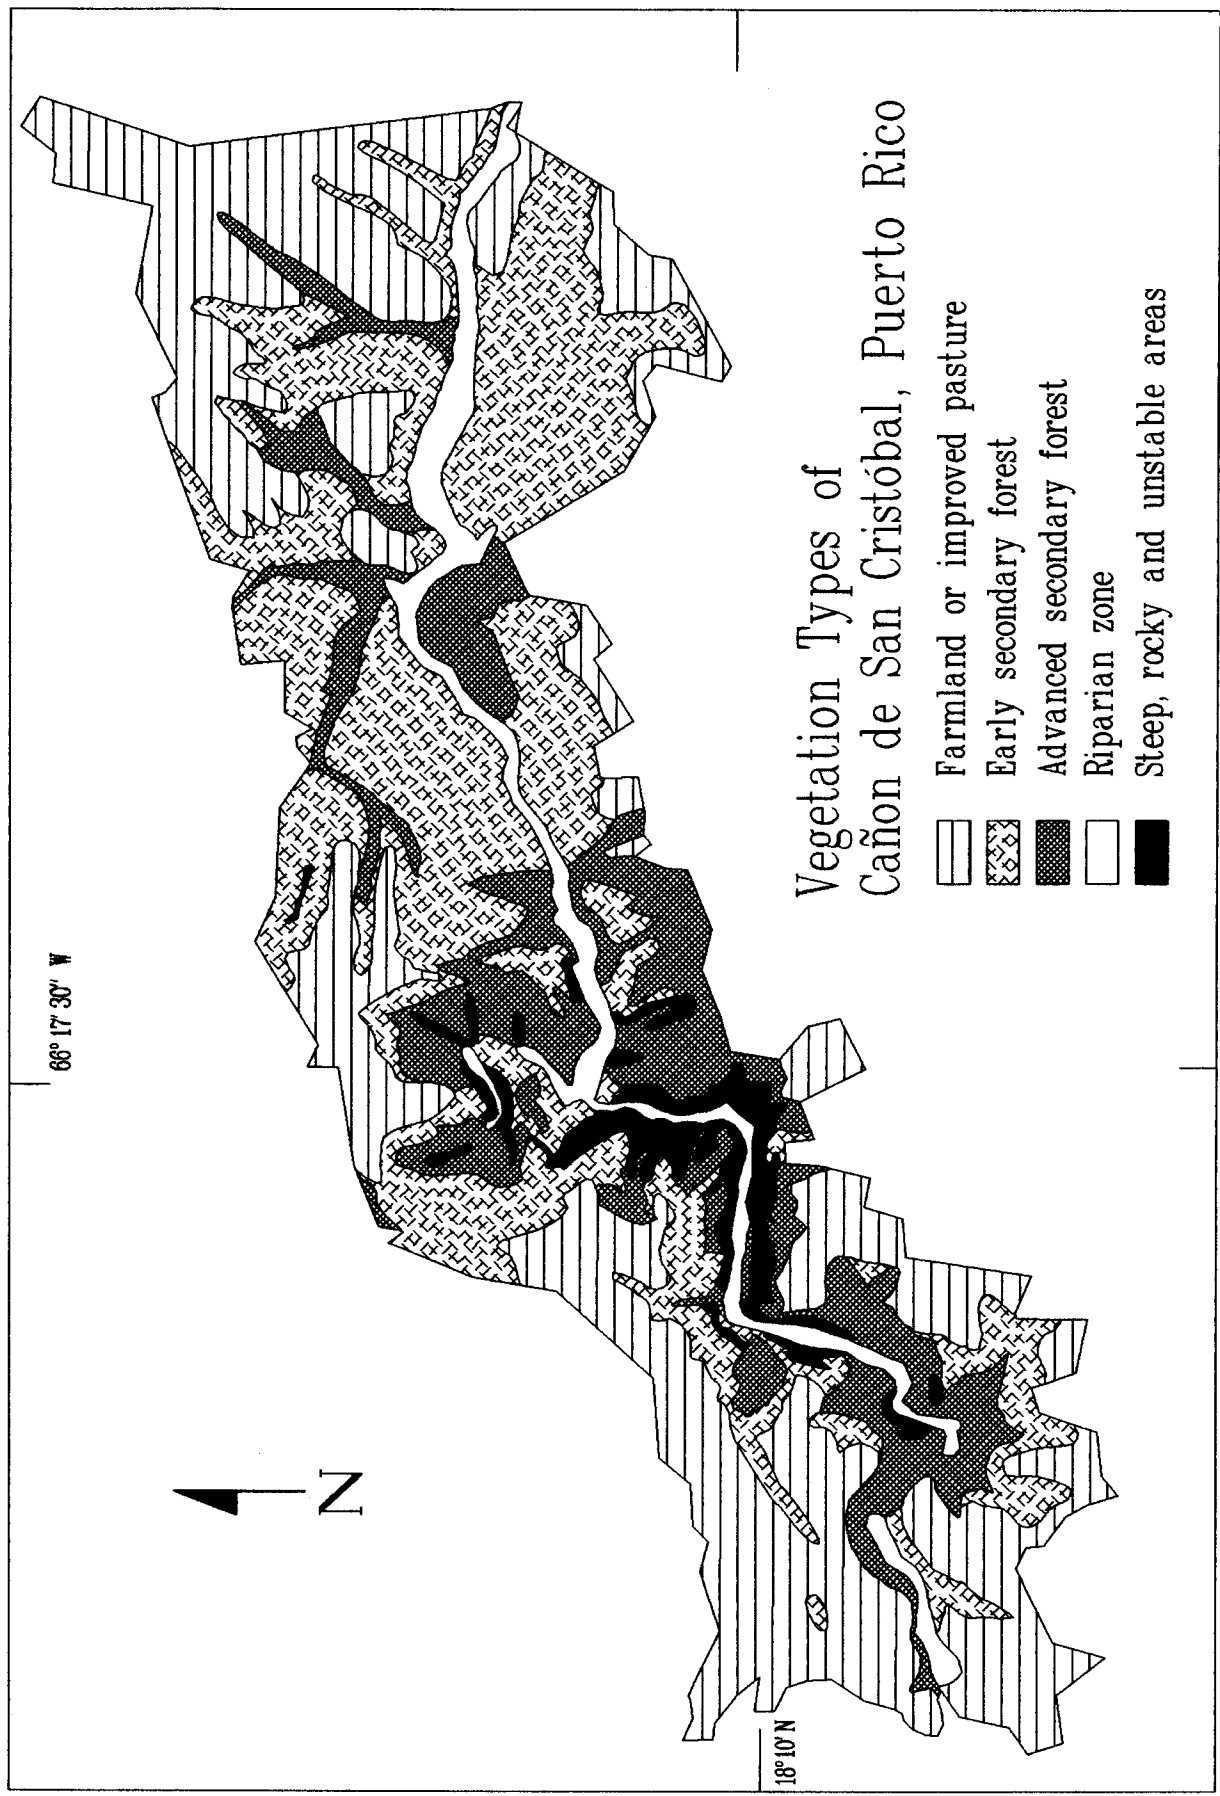 66° 17' 30" W
N
18°10' N
Vegetation Types of
Cañon de San Cristóbal, Puerto Rico
Farmland or improved pasture
Early secondary forest
Advanced secondary forest
Riparian zone
Steep, rocky and unstable areas